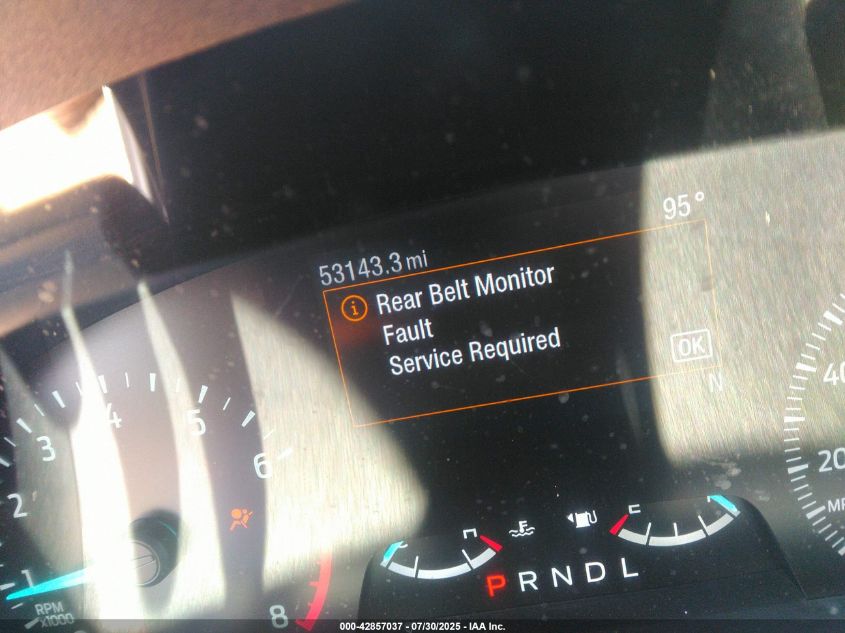 95°
53143.3 mi
Rear Belt Monitor
Fault
Service Required
OK
N
4
5
3
6
2
1
8
RPM
x1000
40
20
MP
P R N D L
000-42857037 - 07/30/2025 - IAA Inc.